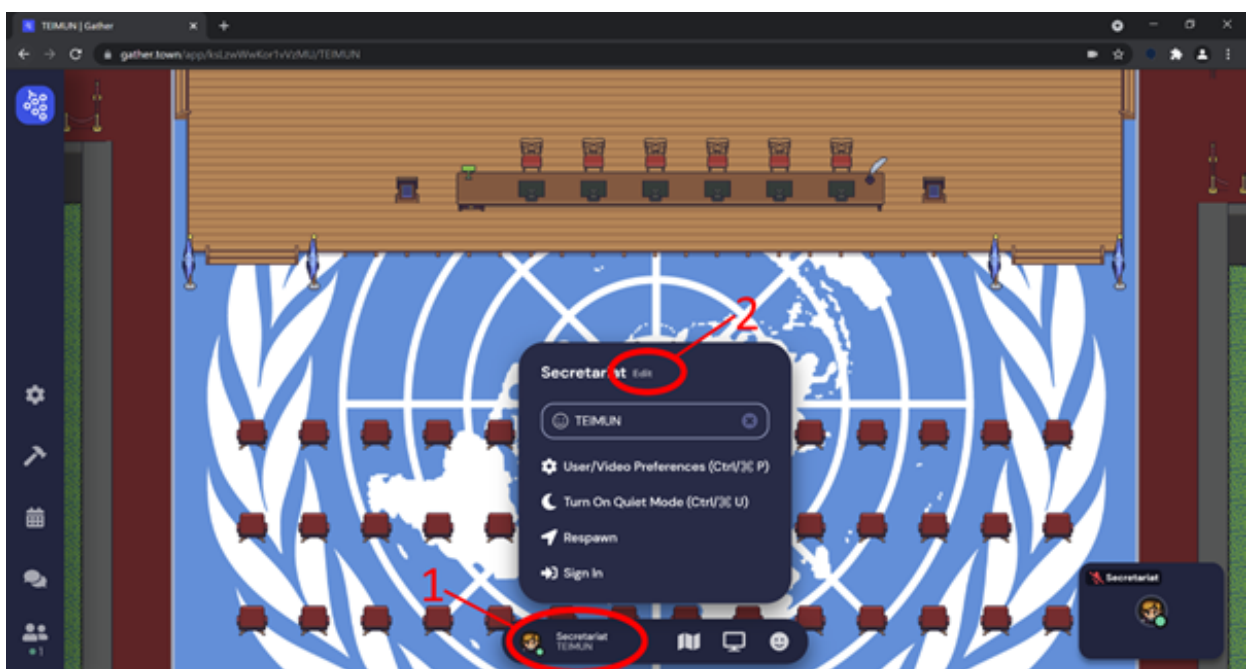 TEIMUN | Gather
gather.town/app/ksLzwWwKor1vVzMU/TEIMUN
2
Secretariat Edit
TEIMUN
User/Video Preferences (Ctrl/⌘ P)
Turn On Quiet Mode (Ctrl/⌘ U)
Respawn
Sign In
Secretariat
1
Secretariat
TEIMUN
1